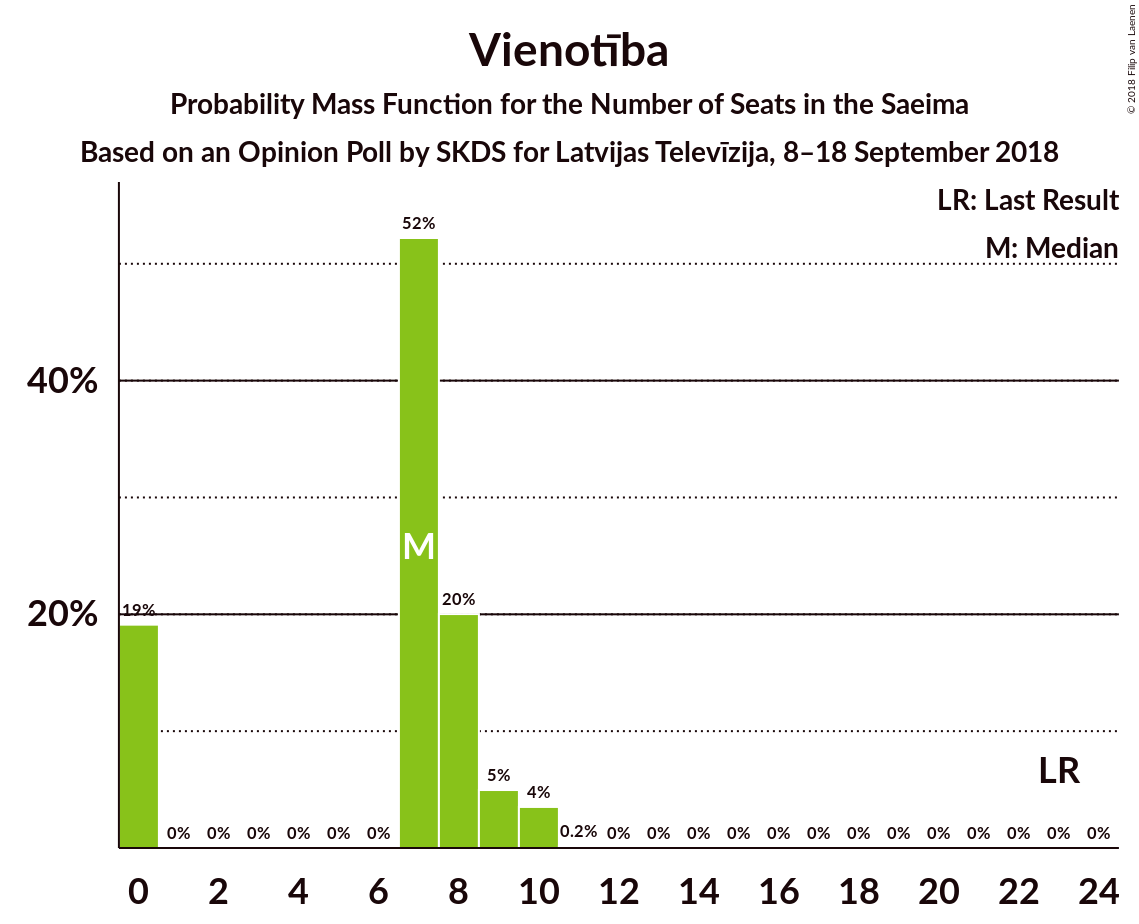 Vienotība
Probability Mass Function for the Number of Seats in the Saeima
Based on an Opinion Poll by SKDS for Latvijas Televīzija, 8–18 September 2018
© 2018 Filip van Laenen
LR: Last Result
M: Median
52%
40%
M
20%
19%
20%
5%
4%
LR
0% 0% 0% 0% 0% 0% 0.2% 0% 0% 0% 0% 0% 0% 0% 0% 0% 0% 0% 0% 0%
0 2 4 6 8 10 12 14 16 18 20 22 24